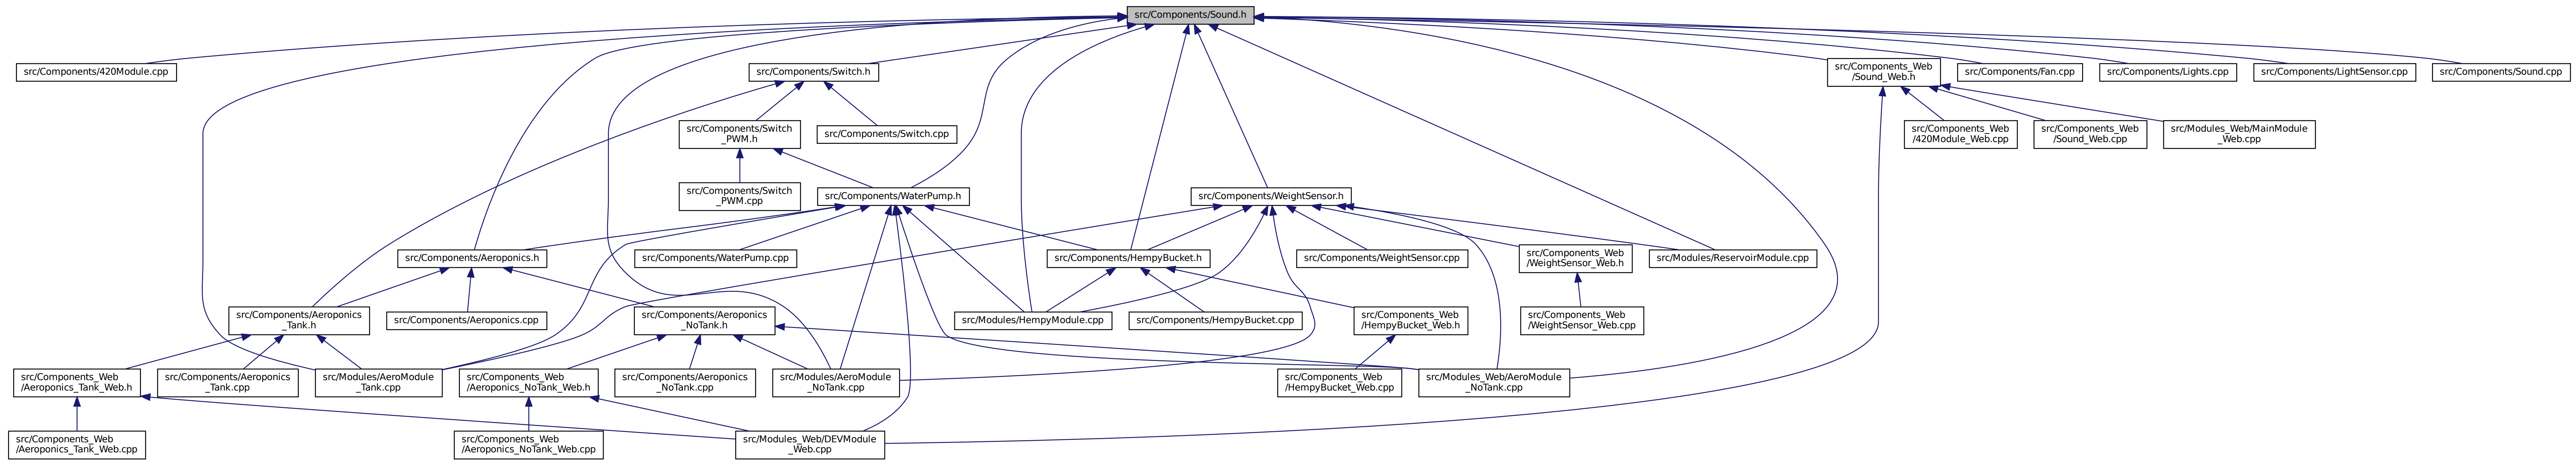 src/Components/Sound.h
src/Components/420Module.cpp
src/Components/Switch.h
src/Components_Web
/Sound_Web.h
src/Components/Fan.cpp
src/Components/Lights.cpp
src/Components/LightSensor.cpp
src/Components/Sound.cpp
src/Components/Switch
_PWM.h
src/Components/Switch.cpp
src/Components_Web
/420Module_Web.cpp
src/Components_Web
/Sound_Web.cpp
src/Modules_Web/MainModule
_Web.cpp
src/Components/Switch
_PWM.cpp
src/Components/WaterPump.h
src/Components/WeightSensor.h
src/Components/Aeroponics.h
src/Components/WaterPump.cpp
src/Components/HempyBucket.h
src/Components/WeightSensor.cpp
src/Components_Web
/WeightSensor_Web.h
src/Modules/ReservoirModule.cpp
src/Components/Aeroponics
_Tank.h
src/Components/Aeroponics.cpp
src/Components/Aeroponics
_NoTank.h
src/Modules/HempyModule.cpp
src/Components/HempyBucket.cpp
src/Components_Web
/HempyBucket_Web.h
src/Components_Web
/WeightSensor_Web.cpp
src/Components_Web
/Aeroponics_Tank_Web.h
src/Components/Aeroponics
_Tank.cpp
src/Modules/AeroModule
_Tank.cpp
src/Components_Web
/Aeroponics_NoTank_Web.h
src/Components/Aeroponics
_NoTank.cpp
src/Modules/AeroModule
_NoTank.cpp
src/Components_Web
/HempyBucket_Web.cpp
src/Modules_Web/AeroModule
_NoTank.cpp
src/Components_Web
/Aeroponics_Tank_Web.cpp
src/Components_Web
/Aeroponics_NoTank_Web.cpp
src/Modules_Web/DEVModule
_Web.cpp